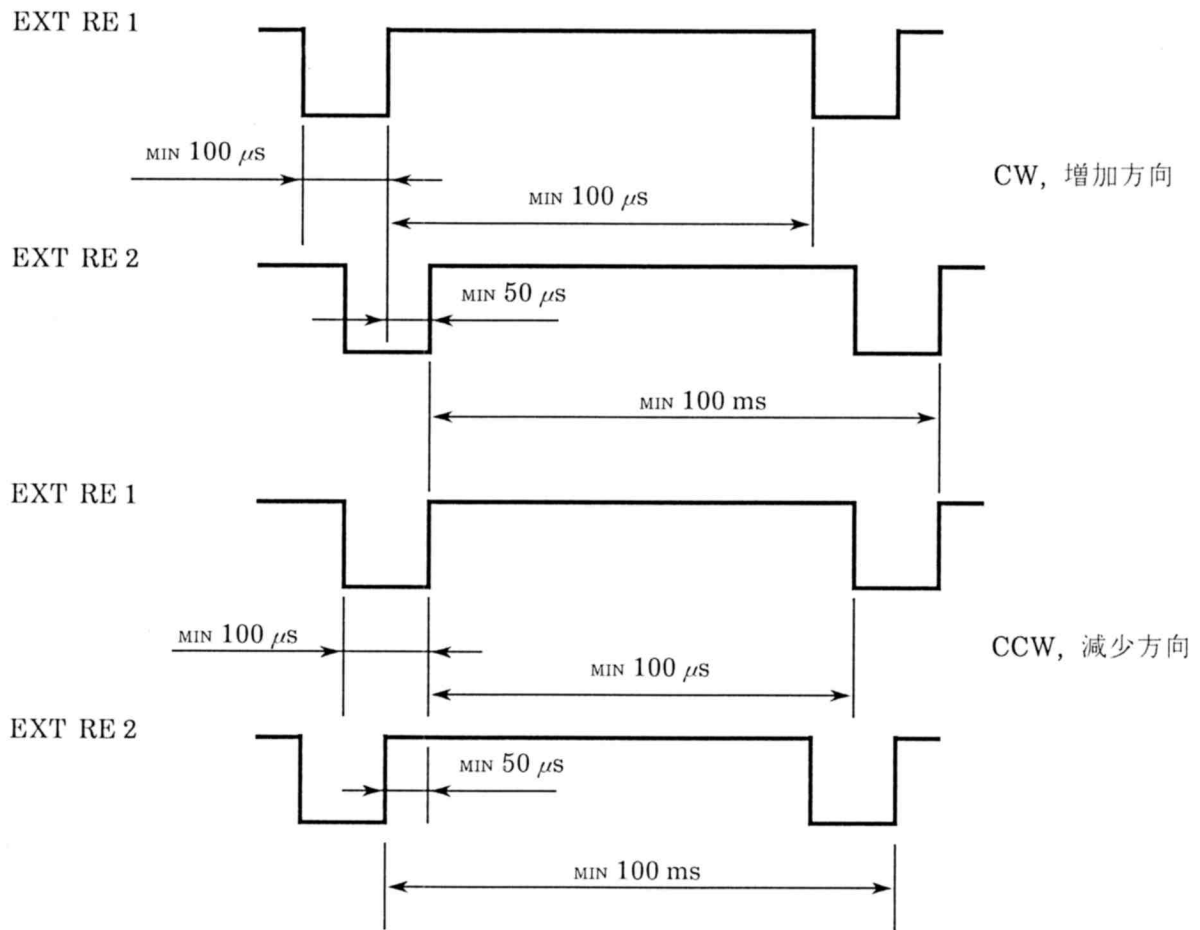 EXT RE 1
MIN 100 μs
CW, 増加方向
MIN 100 μs
EXT RE 2
MIN 50 μs
MIN 100 ms
EXT RE 1
MIN 100 μs
CCW, 減少方向
MIN 100 μs
EXT RE 2
MIN 50 μs
MIN 100 ms